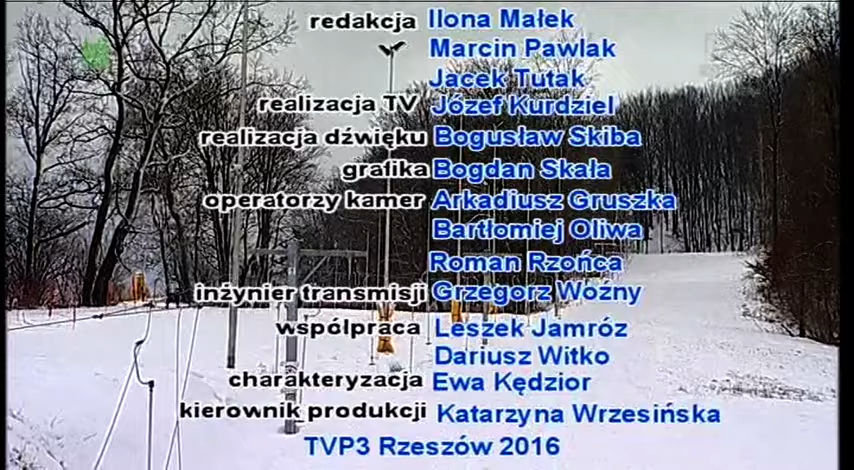 redakcja Ilona Małek
Marcin Pawlak
Jacek Tutak
realizacja TV Józef Kurdziel
realizacja dźwięku Bogusław Skiba
grafika Bogdan Skała
operatorzy kamer Arkadiusz Gruszka
Bartłomiej Oliwa
Roman Rzońca
inżynier transmisji Grzegorz Woźny
współpraca Leszek Jamróz
Dariusz Witko
charakteryzacja Ewa Kędzior
kierownik produkcji Katarzyna Wrzesińska
TVP3 Rzeszów 2016